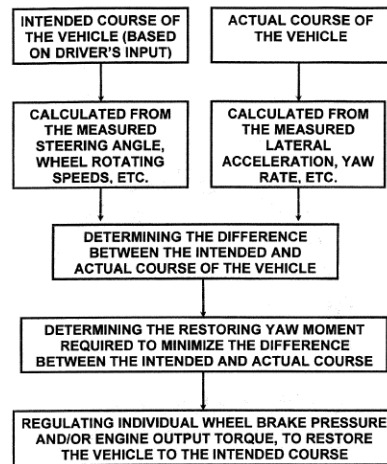 INTENDED COURSE OF
THE VEHICLE (BASED
ON DRIVER'S INPUT)
ACTUAL COURSE
OF THE VEHICLE
CALCULATED FROM
THE MEASURED
STEERING ANGLE,
WHEEL ROTATING
SPEEDS, ETC.
CALCULATED FROM
THE MEASURED
LATERAL
ACCELERATION, YAW
RATE, ETC.
DETERMINING THE DIFFERENCE
BETWEEN THE INTENDED AND
ACTUAL COURSE OF THE VEHICLE
DETERMINING THE RESTORING YAW MOMENT
REQUIRED TO MINIMIZE THE DIFFERENCE
BETWEEN THE INTENDED AND ACTUAL COURSE
REGULATING INDIVIDUAL WHEEL BRAKE PRESSURE
AND/OR ENGINE OUTPUT TORQUE, TO RESTORE
THE VEHICLE TO THE INTENDED COURSE